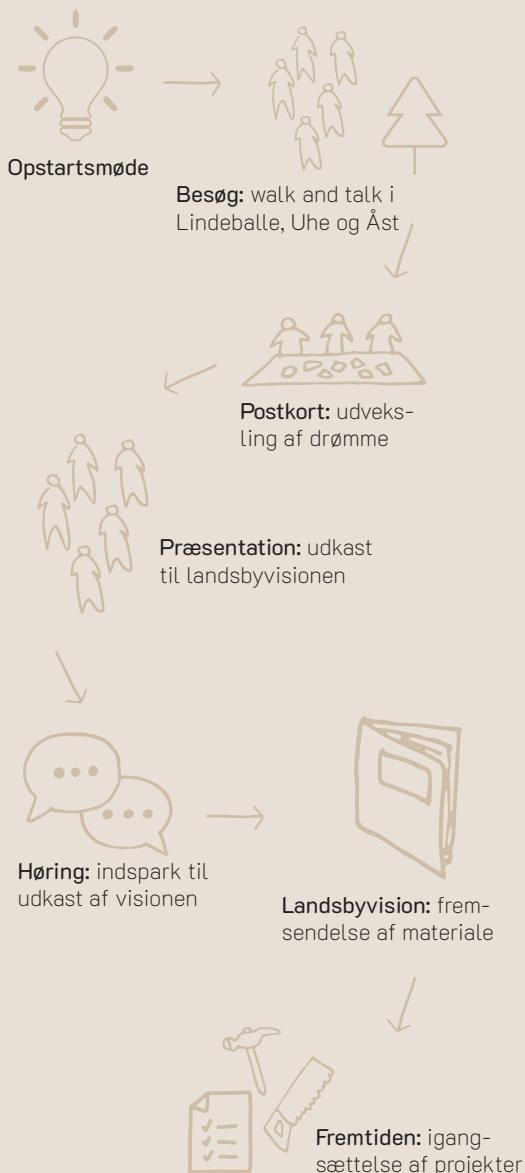 Opstartsmøde
Besøg: walk and talk i
Lindeballe, Uhe og Åst
Postkort: udveks-
ling af drømme
Præsentation: udkast
til landsbyvisionen
Høring: indspark til
udkast af visionen
Landsbyvision: frem-
sendelse af materiale
Fremtiden: igang-
sættelse af projekter